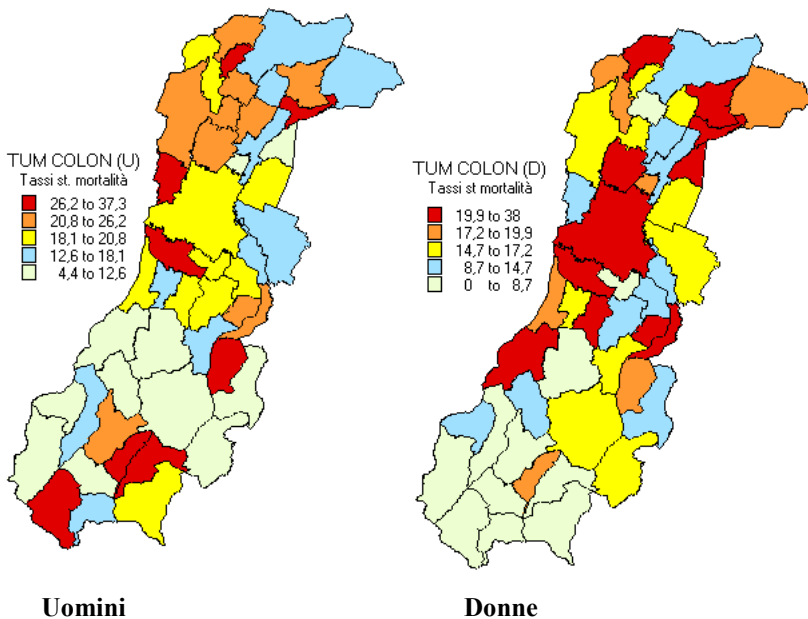 TUM COLON (U)
Tassi st. mortalità
26,2 to 37,3
20,8 to 26,2
18,1 to 20,8
12,6 to 18,1
4,4 to 12,6
TUM COLON (D)
Tassi st mortalità
19,9 to 38
17,2 to 19,9
14,7 to 17,2
8,7 to 14,7
0 to 8,7
Uomini
Donne